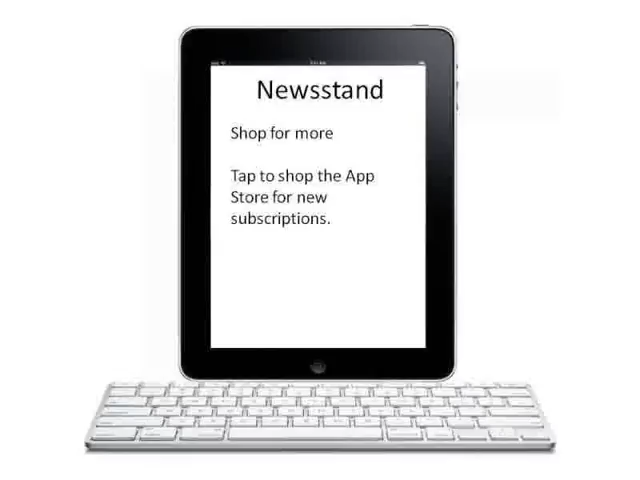 Newsstand
Shop for more
Tap to shop the App
Store for new
subscriptions.